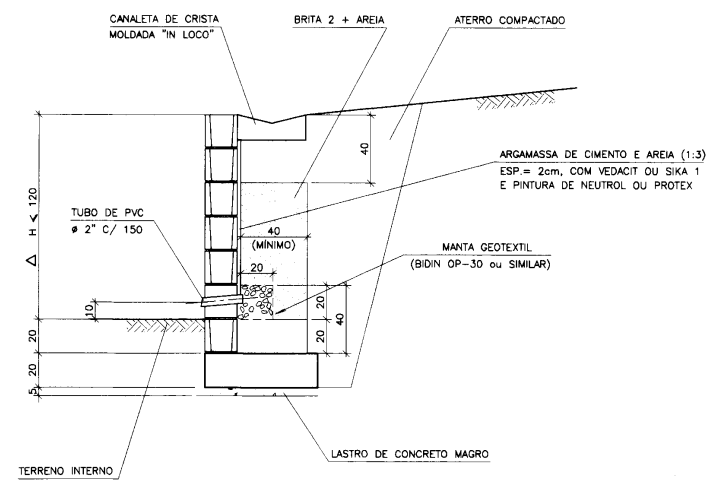 CANALETA DE CRISTA
MOLDADA "IN LOCO"
BRITA 2 + AREIA
ATERRO COMPACTADO
40
ARGAMASSA DE CIMENTO E AREIA (1:3)
ESP.= 2cm, COM VEDACIT OU SIKA 1
E PINTURA DE NEUTROL OU PROTEX
Δ H < 120
TUBO DE PVC
ø 2" C/ 150
40
(MÍNIMO)
MANTA GEOTEXTIL
(BIDIN OP-30 ou SIMILAR)
20
10
20
40
20
20
20
5
LASTRO DE CONCRETO MAGRO
TERRENO INTERNO